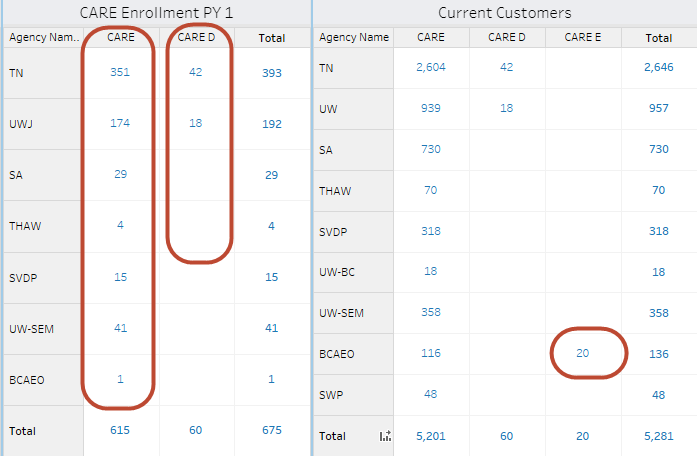 CARE Enrollment PY 1
Agency Nam.. CARE CARE D Total
TN 351 42 393
UWJ 174 18 192
SA 29 29
THAW 4 4
SVDP 15 15
UW-SEM 41 41
BCAEO 1 1
Total 615 60 675
Current Customers
Agency Name CARE CARE D CARE E Total
TN 2,604 42 2,646
UW 939 18 957
SA 730 730
THAW 70 70
SVDP 318 318
UW-BC 18 18
UW-SEM 358 358
BCAEO 116 20 136
SWP 48 48
Total 5,201 60 20 5,281